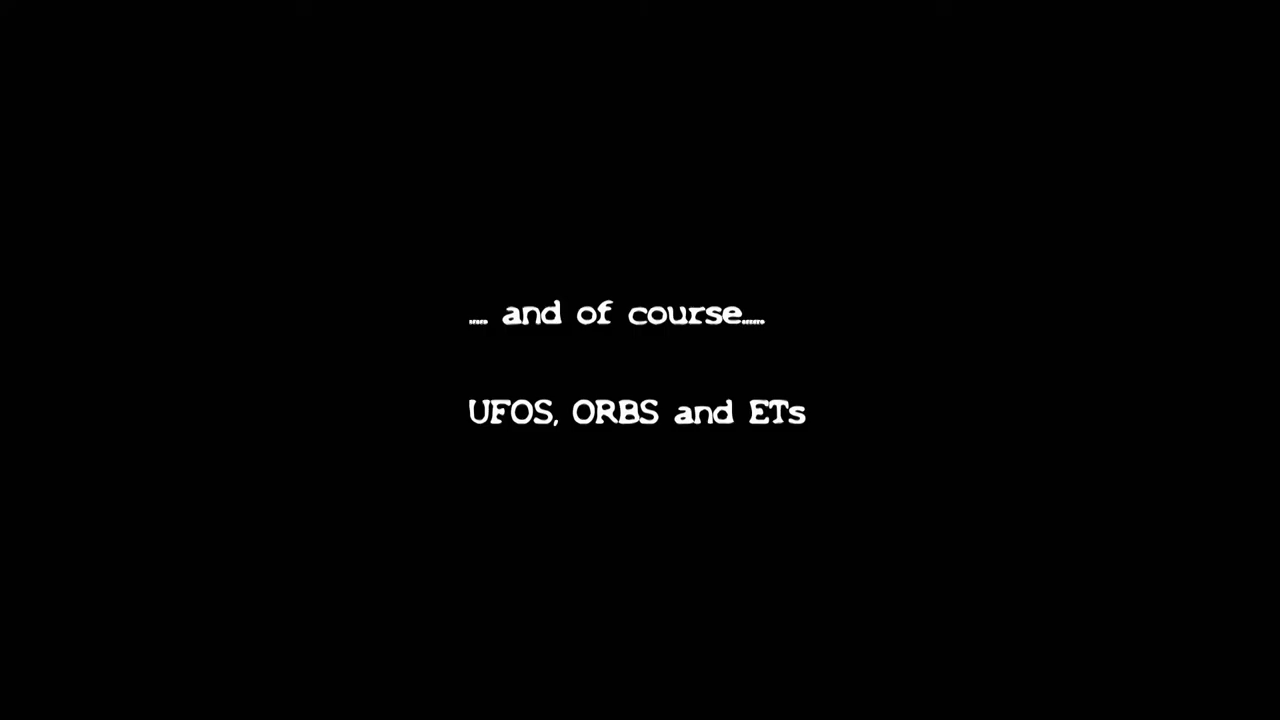 .... and of course.....
UFOS, ORBS and ETs